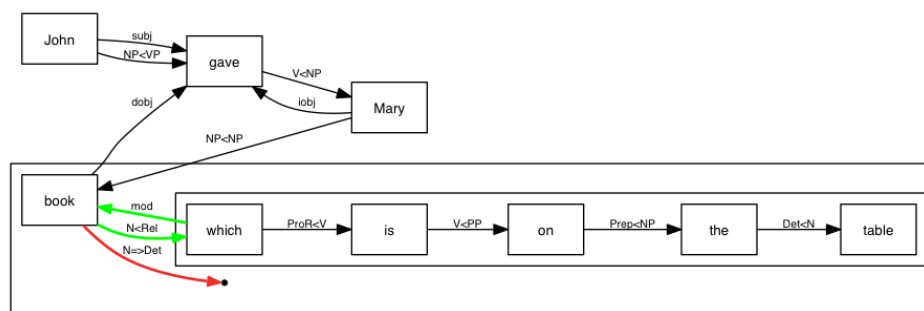 John
subj
NP<VP
gave
V<NP
iobj
Mary
dobj
NP<NP
book
mod
N<Rel
N=>Det
which
ProR<V
is
V<PP
on
Prep<NP
the
Det<N
table